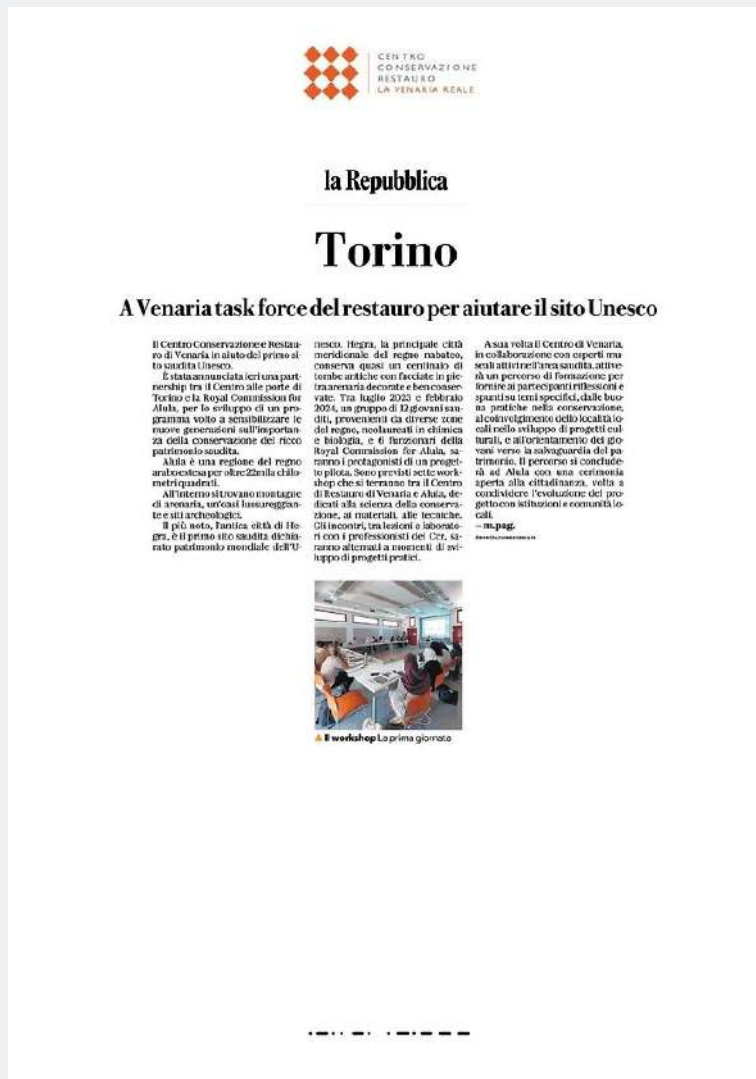 CENTRO
CONSERVAZIONE
RESTAURO
LA VENARIA REALE
la Repubblica
Torino
A Venaria task force del restauro per aiutare il sito Unesco
Il Centro Conservazione e Restau-
ro di Venaria in aiuto del primo si-
to saudita Unesco.
È stata annunciata ieri una part-
nership tra il Centro alle porte di
Torino e la Royal Commission for
Alula, per lo sviluppo di un pro-
gramma volto a sensibilizzare le
nuove generazioni sull'importan-
za della conservazione del ricco
patrimonio saudita.
Alula è una regione del regno
arabo estesa per oltre 22mila chilo-
metri quadrati.
All'interno si trovano montagne
di arenaria, un'oasi lussureggian-
te e siti archeologici.
Il più noto, l'antica città di He-
gra, è il primo sito saudita dichia-
rato patrimonio mondiale dell'U-
nesco. Hegra, la principale città
meridionale del regno nabateo,
conserva quasi un centinaio di
tombe antiche con facciate in pie-
tra arenaria decorate e ben conser-
vate. Tra luglio 2023 e febbraio
2024, un gruppo di 12 giovani sau-
diti, provenienti da diverse zone
del regno, neolaureati in chimica
e biologia, e 6 funzionari della
Royal Commission for Alula, sa-
ranno i protagonisti di un proget-
to pilota. Sono previsti sette work-
shop che si terranno tra il Centro
di Restauro di Venaria e Alula, de-
dicati alla scienza della conserva-
zione, ai materiali, alle tecniche.
Gli incontri, tra lezioni e laborato-
ri con i professionisti del Ccr, sa-
ranno alternati a momenti di svi-
luppo di progetti pratici.
A sua volta il Centro di Venaria,
in collaborazione con esperti mu-
seali attivi nell'area saudita, attive-
rà un percorso di formazione per
fornire ai partecipanti riflessioni e
spunti su temi specifici, dalle buo-
na pratiche nella conservazione,
al coinvolgimento dello località lo-
cali nello sviluppo di progetti cul-
turali, e all'orientamento dei gio-
vani verso la salvaguardia del pa-
trimonio. Il percorso si conclude-
rà ad Alula con una cerimonia
aperta alla cittadinanza, volta a
condividere l'evoluzione del pro-
getto con istituzioni e comunità lo-
cali.
– m.pag.
Il workshop La prima giornata